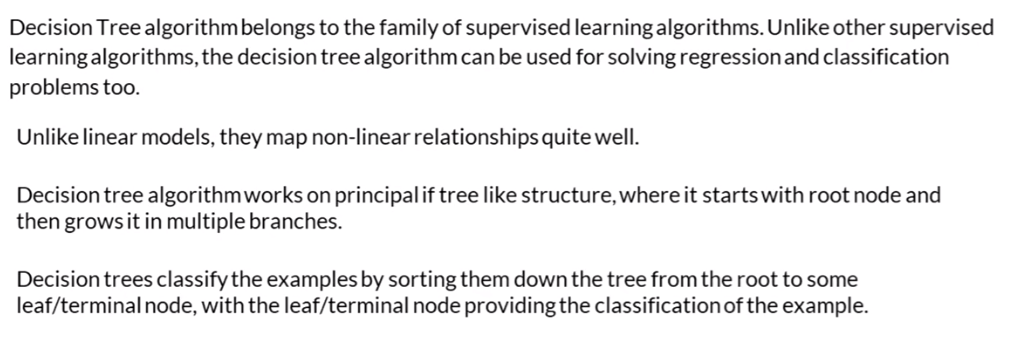 Decision Tree algorithm belongs to the family of supervised learning algorithms. Unlike other supervised
learning algorithms, the decision tree algorithm can be used for solving regression and classification
problems too.
Unlike linear models, they map non-linear relationships quite well.
Decision tree algorithm works on principal if tree like structure, where it starts with root node and
then grows it in multiple branches.
Decision trees classify the examples by sorting them down the tree from the root to some
leaf/terminal node, with the leaf/terminal node providing the classification of the example.